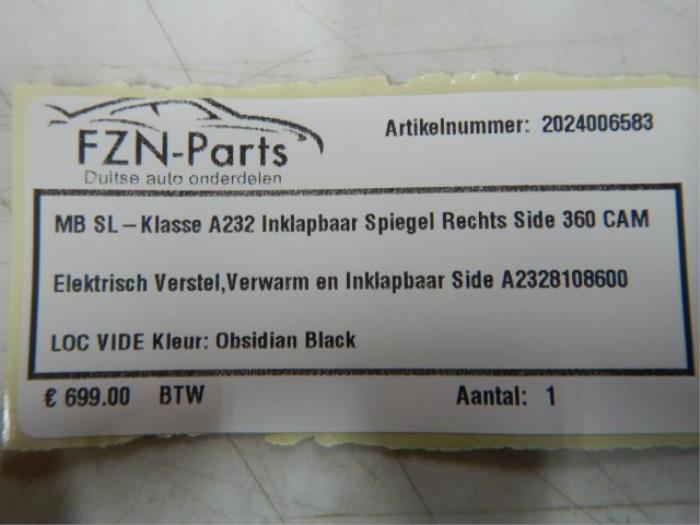 FZN-Parts
Duitse auto onderdelen
Artikelnummer: 2024006583
MB SL-Klasse A232 Inklapbaar Spiegel Rechts Side 360 CAM
Elektrisch Verstel,Verwarm en Inklapbaar Side A2328108600
LOC VIDE Kleur: Obsidian Black
€ 699.00 BTW Aantal: 1